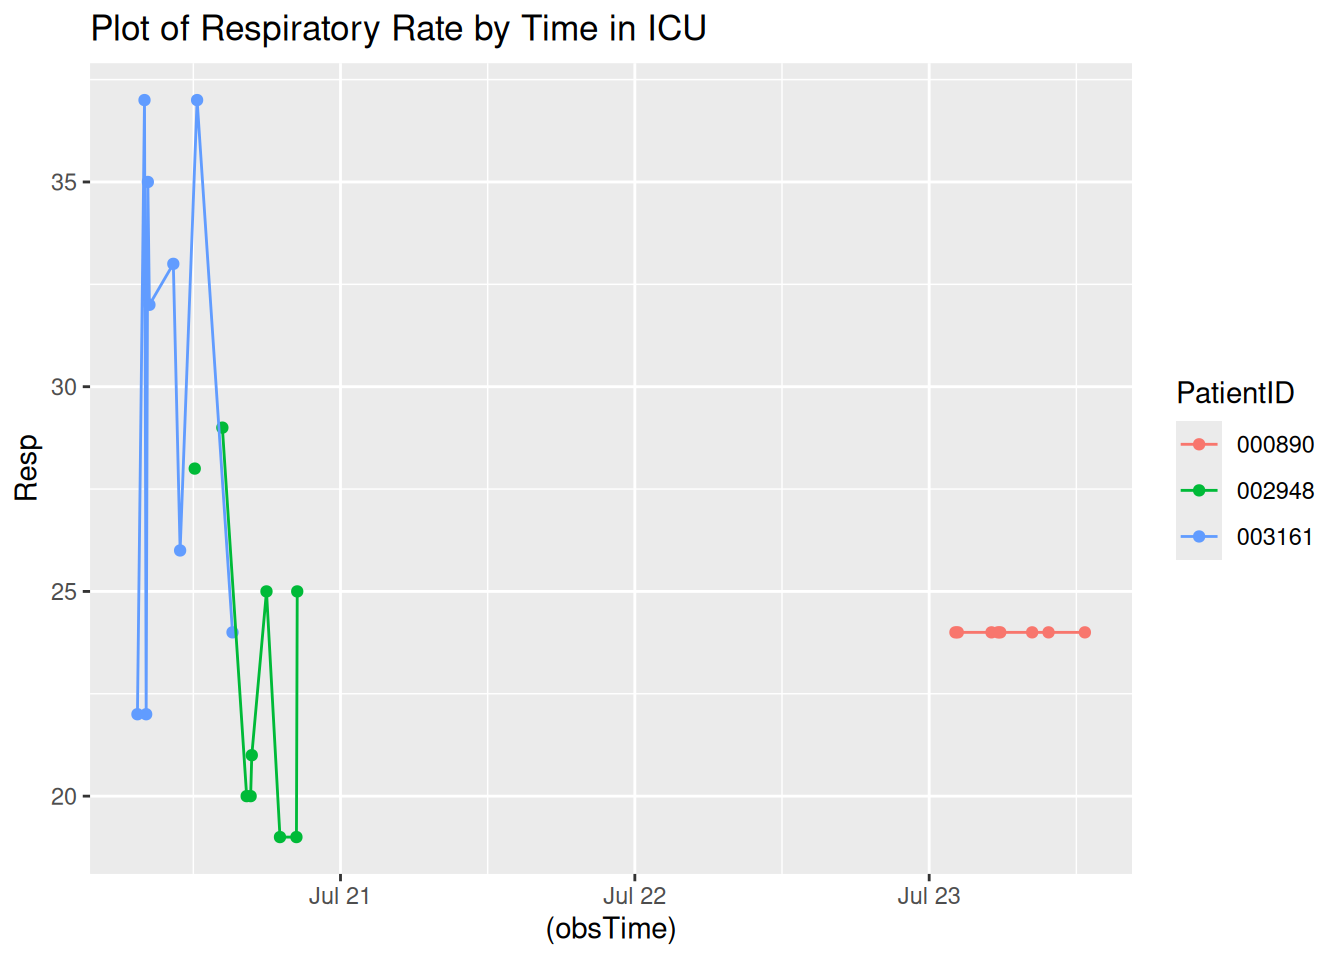 Plot of Respiratory Rate by Time in ICU
35
30
25
20
Resp
Jul 21
Jul 22
Jul 23
(obsTime)
PatientID
000890
002948
003161